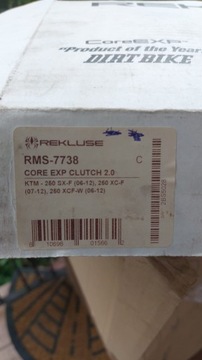 CoreEXP
"Product of the Year"
DIRT BIKE
REKLUSE
RMS-7738
C
CORE EXP CLUTCH 2.0
KTM - 250 SX-F (06-12), 250 XC-F
(07-12), 250 XCF-W (06-12)